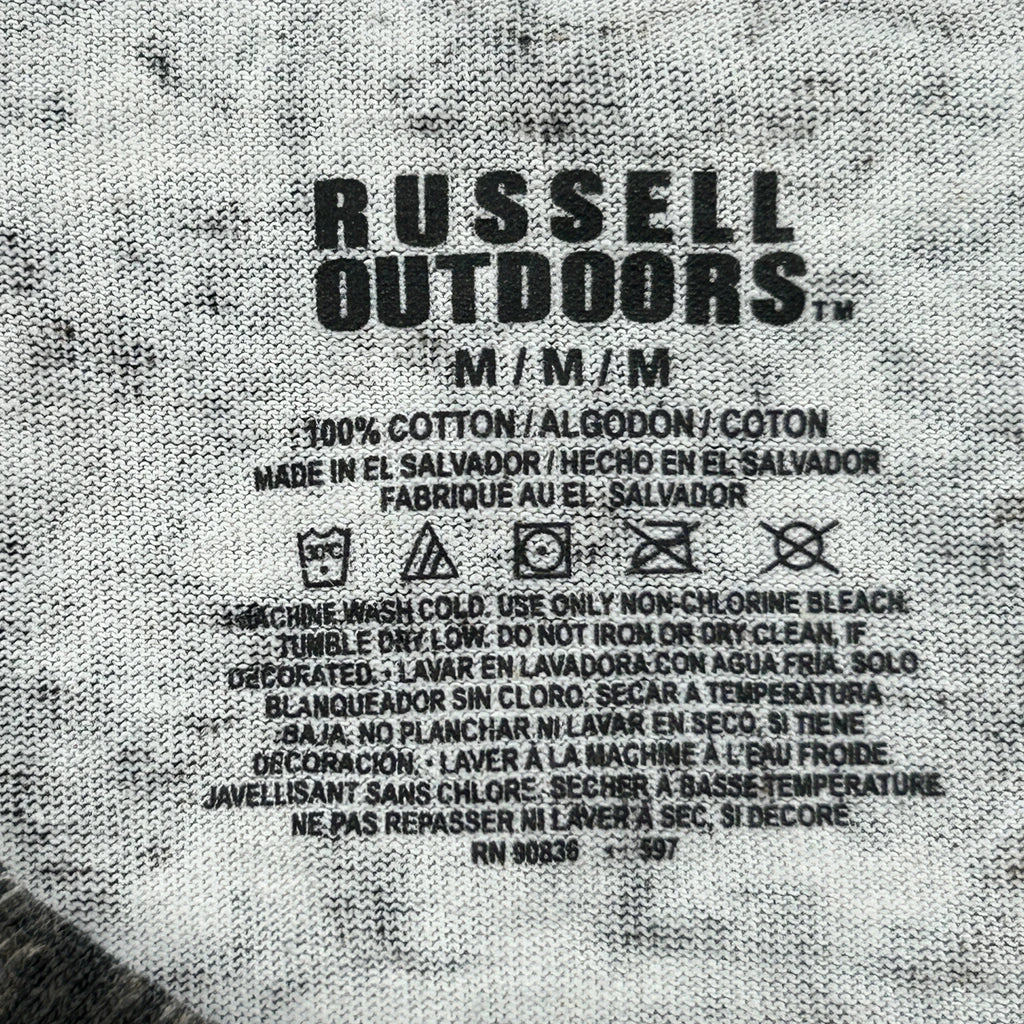 RUSSELL
OUTDOORS™
M / M / M
100% COTTON / ALGODÓN / COTON
MADE IN EL SALVADOR / HECHO EN EL SALVADOR
FABRIQUE AU EL SALVADOR
30°C
MACHINE WASH COLD. USE ONLY NON-CHLORINE BLEACH.
TUMBLE DRY LOW. DO NOT IRON OR DRY CLEAN, IF
DECORATED. • LAVAR EN LAVADORA CON AGUA FRÍA. SOLO
BLANQUEADOR SIN CLORO. SECAR A TEMPERATURA
BAJA. NO PLANCHAR NI LAVAR EN SECO, SI TIENE
DECORACIÓN. • LAVER À LA MACHINE À L'EAU FROIDE.
JAVELLISANT SANS CHLORE. SECHER À BASSE TEMPERATURE.
NE PAS REPASSER NI LAVER À SEC, SI DECORE.
RN 90836 597